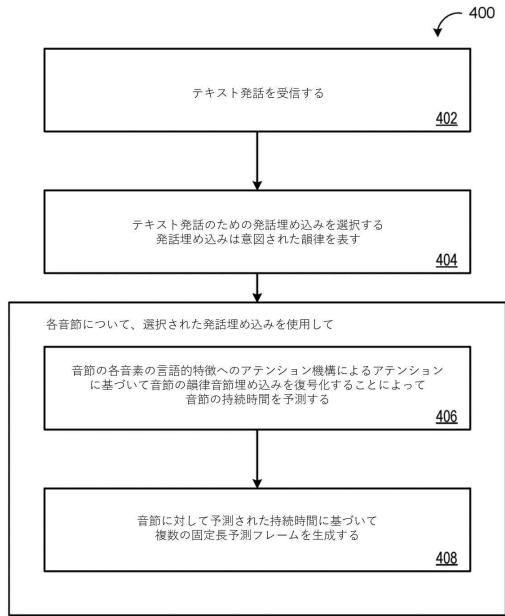 400
テキスト発話を受信する
402
テキスト発話のための発話埋め込みを選択する
発話埋め込みは意図された韻律を表す
404
各音節について、選択された発話埋め込みを使用して
音節の各音素の言語的特徴へのアテンション機構によるアテンション
に基づいて音節の韻律音節埋め込みを復号化することによって
音節の持続時間を予測する
406
音節に対して予測された持続時間に基づいて
複数の固定長予測フレームを生成する
408